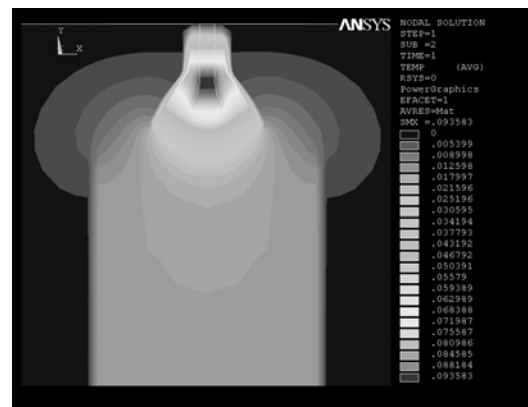 ANSYS
Y
X
NODAL SOLUTION
STEP=1
SUB =2
TIME=1
TEMP (AVG)
RSYS=0
PowerGraphics
EFACET=1
AVRES=Mat
SMX =.093583
0
.005399
.008998
.012598
.017997
.021596
.025196
.030595
.034194
.037793
.043192
.046792
.050391
.05579
.059389
.062989
.068388
.071987
.075587
.080986
.084585
.088184
.093583